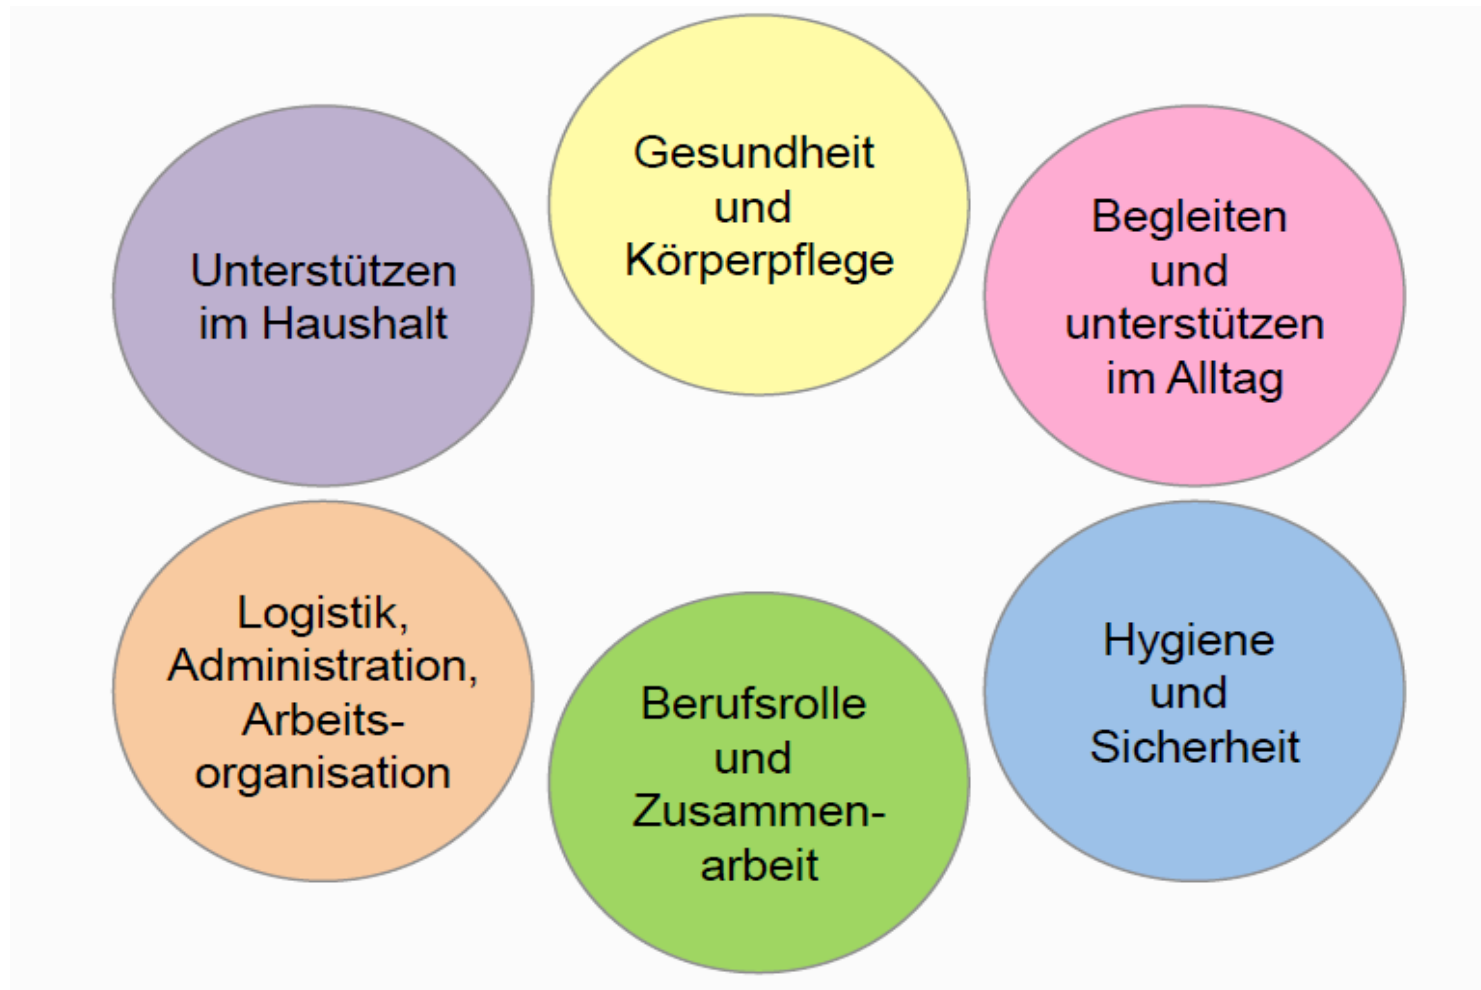 Gesundheit
und
Körperpflege
Begleiten
und
unterstützen
im Alltag
Hygiene
und
Sicherheit
Berufsrolle
und
Zusammen-
arbeit
Logistik,
Administration,
Arbeits-
organisation
Unterstützen
im Haushalt